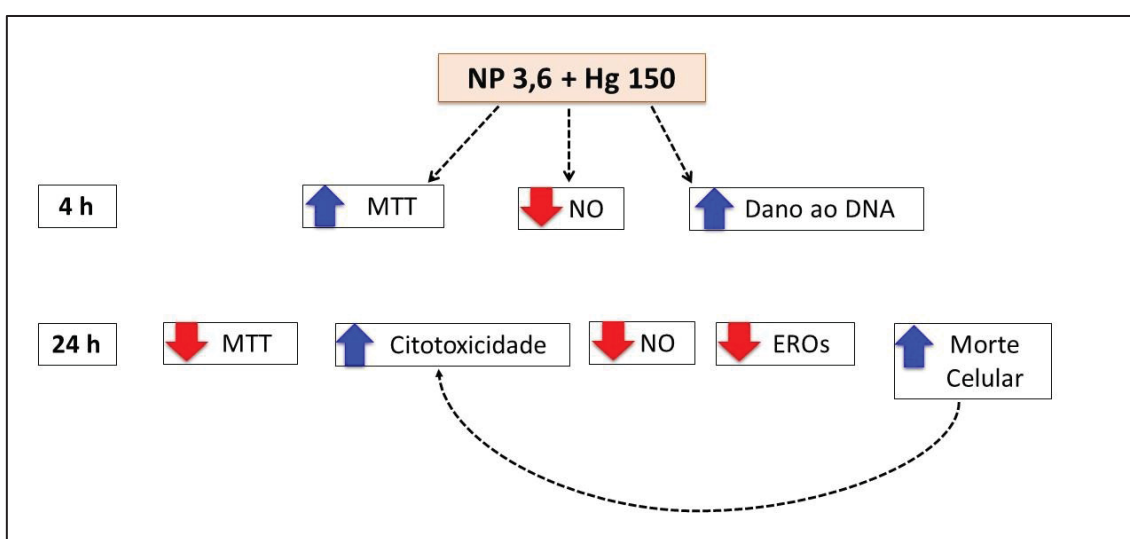 NP 3,6 + Hg 150
4 h
MTT
NO
Dano ao DNA
24 h
MTT
Citotoxicidade
NO
EROs
Morte
Celular